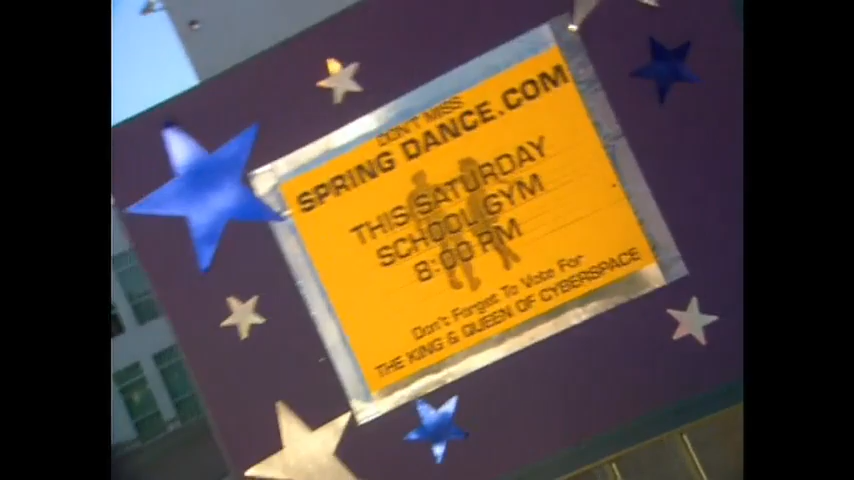 DON'T MISS
SPRING DANCE.COM
THIS SATURDAY
SCHOOL GYM
8:00 PM
Don't Forget to Vote for
THE KING & QUEEN OF CYBERSPACE